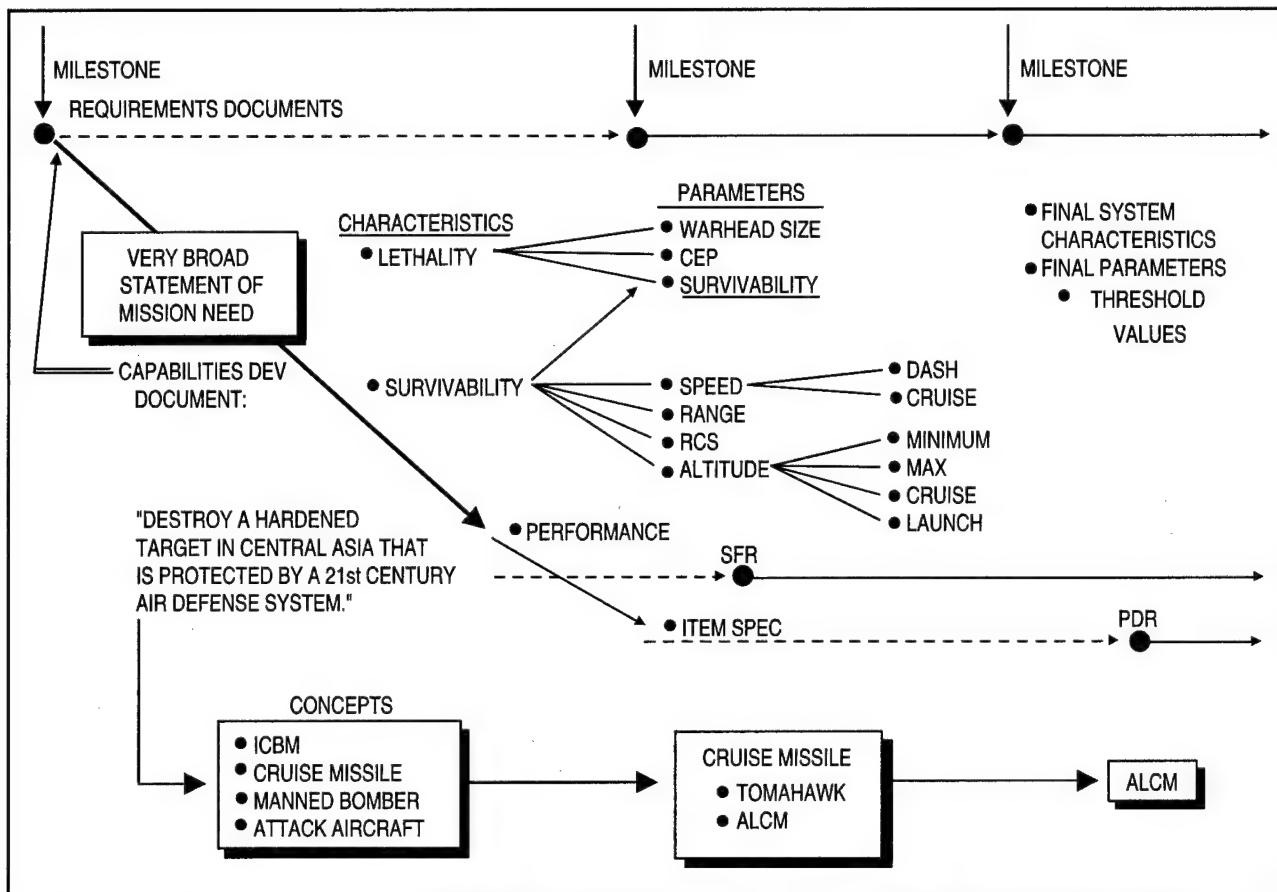 MILESTONE
MILESTONE
MILESTONE
REQUIREMENTS DOCUMENTS
VERY BROAD
STATEMENT OF
MISSION NEED
CAPABILITIES DEV
DOCUMENT:
CHARACTERISTICS
● LETHALITY
● SURVIVABILITY
PARAMETERS
● WARHEAD SIZE
● CEP
● SURVIVABILITY
● SPEED
● RANGE
● RCS
● ALTITUDE
● DASH
● CRUISE
● MINIMUM
● MAX
● CRUISE
● LAUNCH
● FINAL SYSTEM
CHARACTERISTICS
● FINAL PARAMETERS
● THRESHOLD
VALUES
"DESTROY A HARDENED
TARGET IN CENTRAL ASIA THAT
IS PROTECTED BY A 21st CENTURY
AIR DEFENSE SYSTEM."
● PERFORMANCE
SFR
● ITEM SPEC
PDR
CONCEPTS
● ICBM
● CRUISE MISSILE
● MANNED BOMBER
● ATTACK AIRCRAFT
CRUISE MISSILE
● TOMAHAWK
● ALCM
ALCM